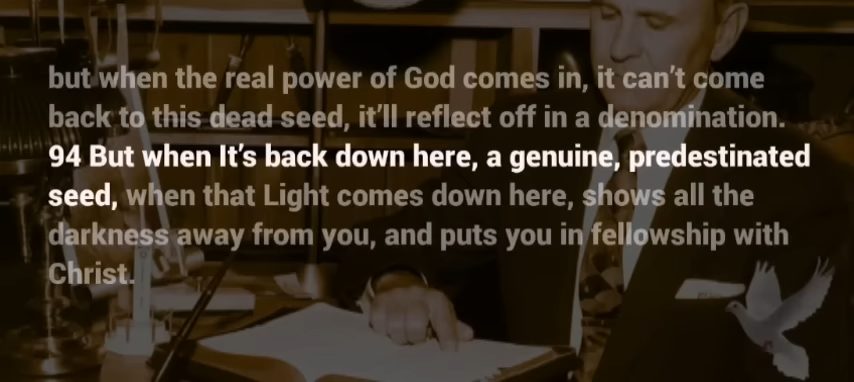 but when the real power of God comes in, it can't come
back to this dead seed, it'll reflect off in a denomination.
94 But when It's back down here, a genuine, predestinated
seed, when that Light comes down here, shows all the
darkness away from you, and puts you in fellowship with
Christ.